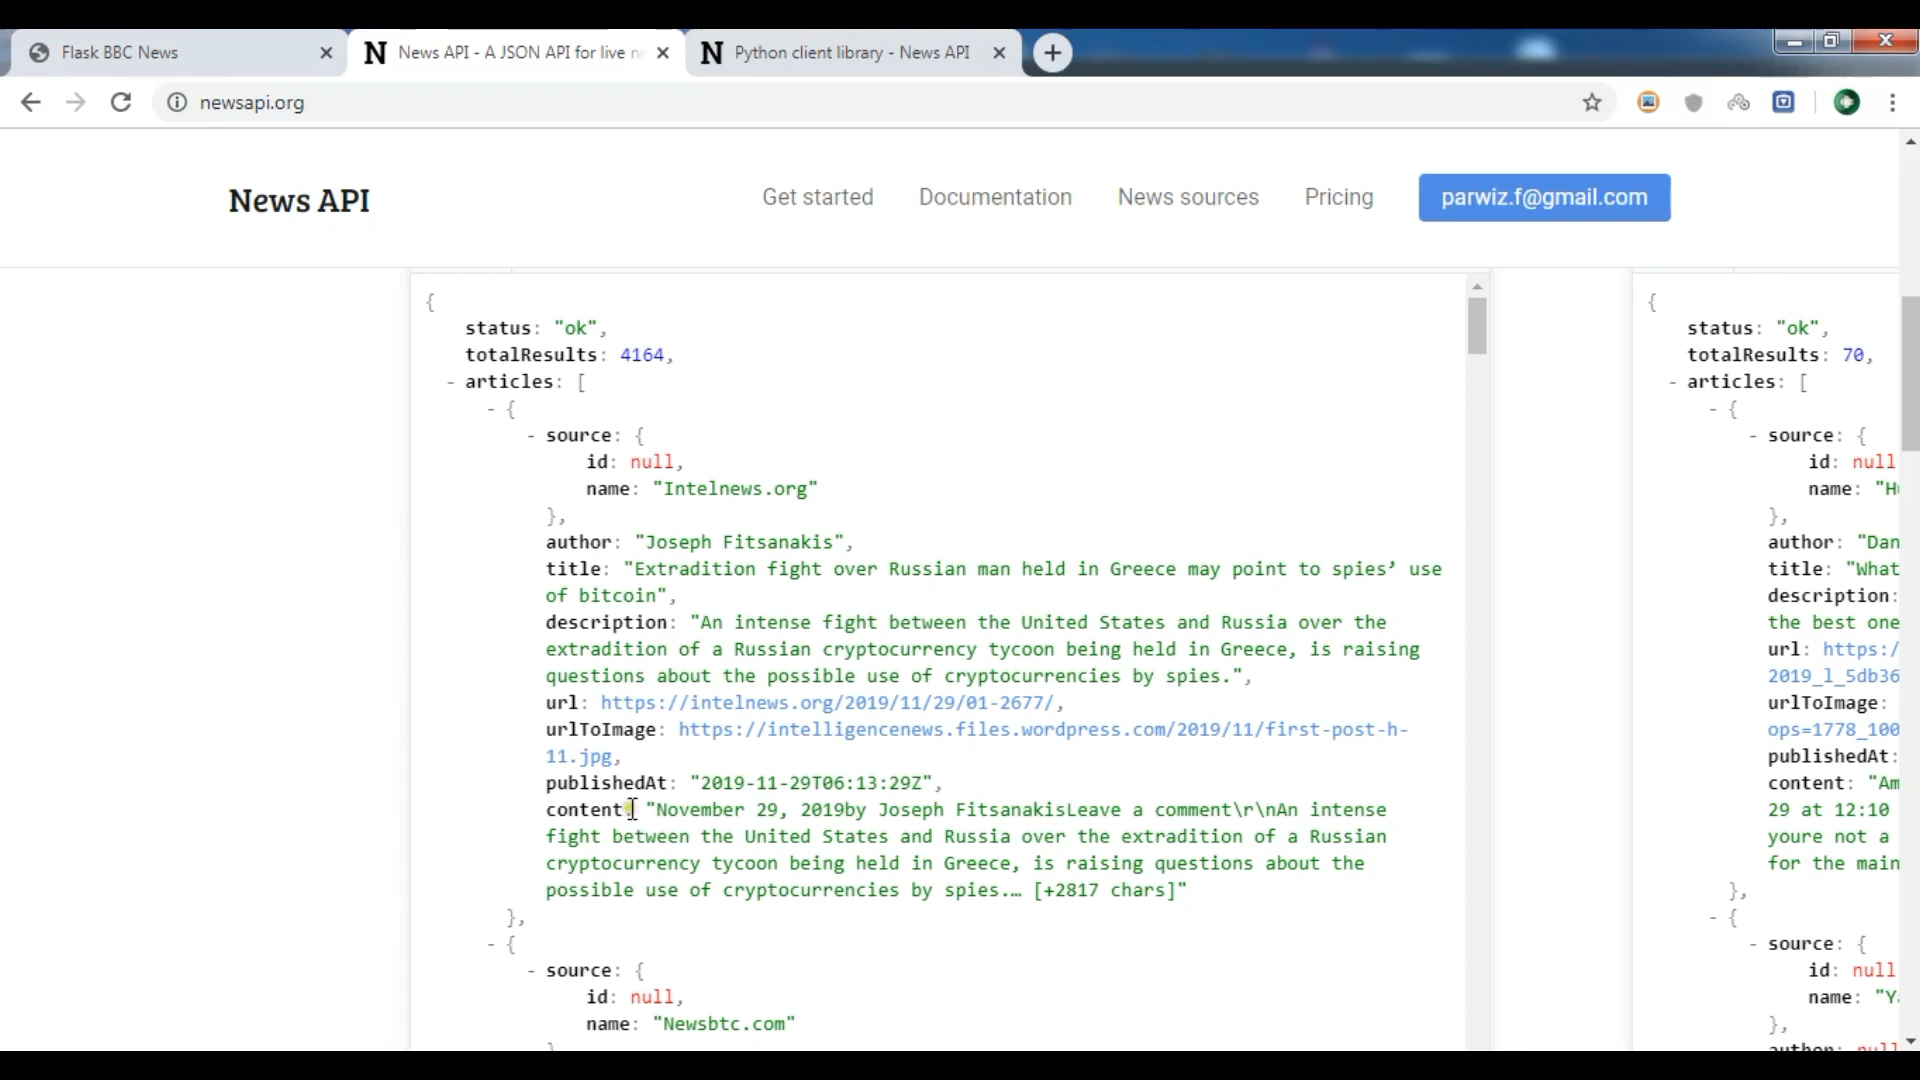 Flask BBC News
News API - A JSON API for live n
Python client library - News API
newsapi.org
News API
Get started
Documentation
News sources
Pricing
parwiz.f@gmail.com
{
status: "ok",
totalResults: 4164,
- articles: [
- {
- source: {
id: null,
name: "Intelnews.org"
},
author: "Joseph Fitsanakis",
title: "Extradition fight over Russian man held in Greece may point to spies’ use
of bitcoin",
description: "An intense fight between the United States and Russia over the
extradition of a Russian cryptocurrency tycoon being held in Greece, is raising
questions about the possible use of cryptocurrencies by spies.",
url: https://intelnews.org/2019/11/29/01-2677/,
urlToImage: https://intelligencenews.files.wordpress.com/2019/11/first-post-h-
11.jpg,
publishedAt: "2019-11-29T06:13:29Z",
content: "November 29, 2019by Joseph FitsanakisLeave a comment\r\nAn intense
fight between the United States and Russia over the extradition of a Russian
cryptocurrency tycoon being held in Greece, is raising questions about the
possible use of cryptocurrencies by spies.… [+2817 chars]"
},
- {
- source: {
id: null,
name: "Newsbtc.com"
{
status: "ok",
totalResults: 70,
- articles: [
- {
- source: {
id: null
name: "H
},
author: "Dan
title: "What
description:
the best one
url: https:/
2019_l_5db36
urlToImage:
ops=1778_100
publishedAt:
content: "Am
29 at 12:10
youre not a
for the main
},
- {
- source: {
id: null
name: "Y
},
author: null